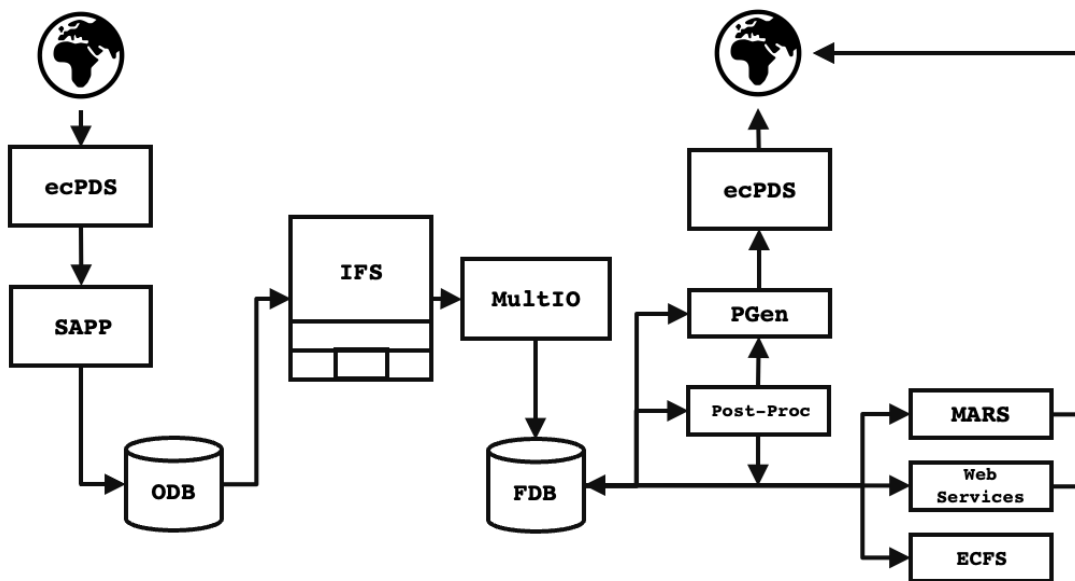 ecPDS
SAPP
ODB
IFS
MultIO
FDB
ecPDS
PGen
Post-Proc
MARS
Web
Services
ECFS